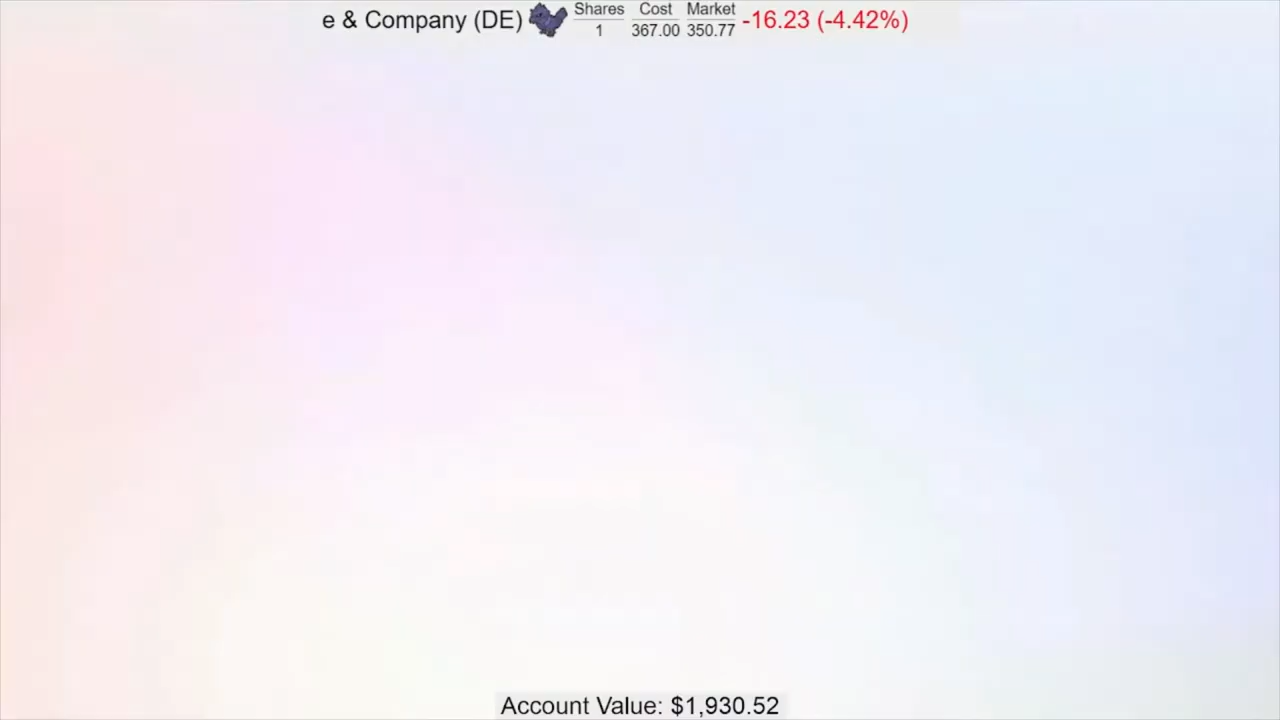 e & Company (DE) Shares Cost Market -16.23 (-4.42%)
1 367.00 350.77
Account Value: $1,930.52